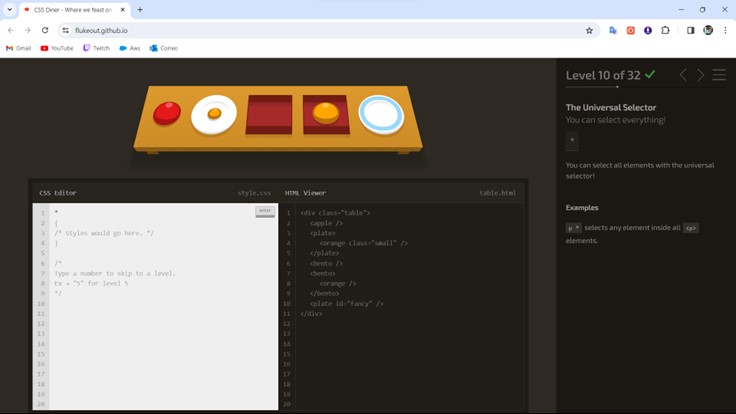 CSS Diner - Where we feast on
flukeout.github.io
Gmail YouTube Twitch Aws Correo
Level 10 of 32
The Universal Selector
You can select everything!
*
You can select all elements with the universal
selector!
Examples
p * selects any element inside all <p>
elements.
CSS Editor style.css
enter
1 *
2 {
3 /* Styles would go here. */
4 }
5
6 /*
7 Type a number to skip to a level.
8 Ex → "5" for level 5
9 */
10
11
12
13
14
15
16
17
18
19
20
HTML Viewer table.html
1 <div class="table">
2 <apple />
3 <plate>
4 <orange class="small" />
5 </plate>
6 <bento />
7 <bento>
8 <orange />
9 </bento>
10 <plate id="fancy" />
11 </div>
12
13
14
15
16
17
18
19
20